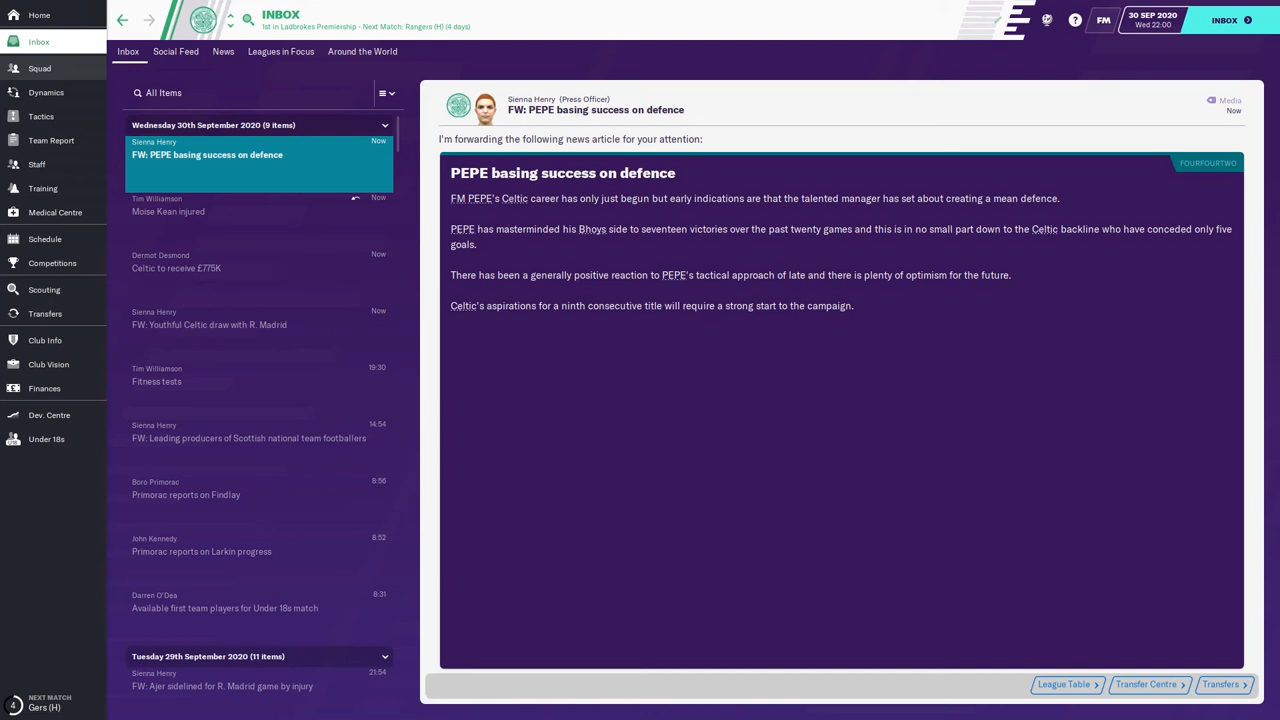 Home
Inbox
Squad
Dynamics
Tactics
Team Report
Staff
Training
Medical Centre
Schedule
Competitions
Scouting
Transfers
Club Info
Club Vision
Finances
Dev. Centre
Under 18s
NEXT MATCH
Gers (H)
INBOX
1st in Ladbrokes Premiership - Next Match: Rangers (H) (4 days)
?
FM
30 SEP 2020
Wed 22:00
INBOX
Inbox
Social Feed
News
Leagues in Focus
Around the World
All Items
Wednesday 30th September 2020 (9 items)
Sienna Henry Now
FW: PEPE basing success on defence
Tim Williamson Now
Moise Kean injured
Dermot Desmond Now
Celtic to receive £775K
Sienna Henry Now
FW: Youthful Celtic draw with R. Madrid
Tim Williamson 19:30
Fitness tests
Sienna Henry 14:54
FW: Leading producers of Scottish national team footballers
Boro Primorac 8:56
Primorac reports on Findlay
John Kennedy 8:52
Primorac reports on Larkin progress
Darren O'Dea 8:31
Available first team players for Under 18s match
Tuesday 29th September 2020 (11 items)
Sienna Henry 21:54
FW: Ajer sidelined for R. Madrid game by injury
Sienna Henry (Press Officer)
FW: PEPE basing success on defence
Media
Now
I'm forwarding the following news article for your attention:
FOURFOURTWO
PEPE basing success on defence
FM PEPE's Celtic career has only just begun but early indications are that the talented manager has set about creating a mean defence.
PEPE has masterminded his Bhoys side to seventeen victories over the past twenty games and this is in no small part down to the Celtic backline who have conceded only five
goals.
There has been a generally positive reaction to PEPE's tactical approach of late and there is plenty of optimism for the future.
Celtic's aspirations for a ninth consecutive title will require a strong start to the campaign.
League Table
Transfer Centre
Transfers